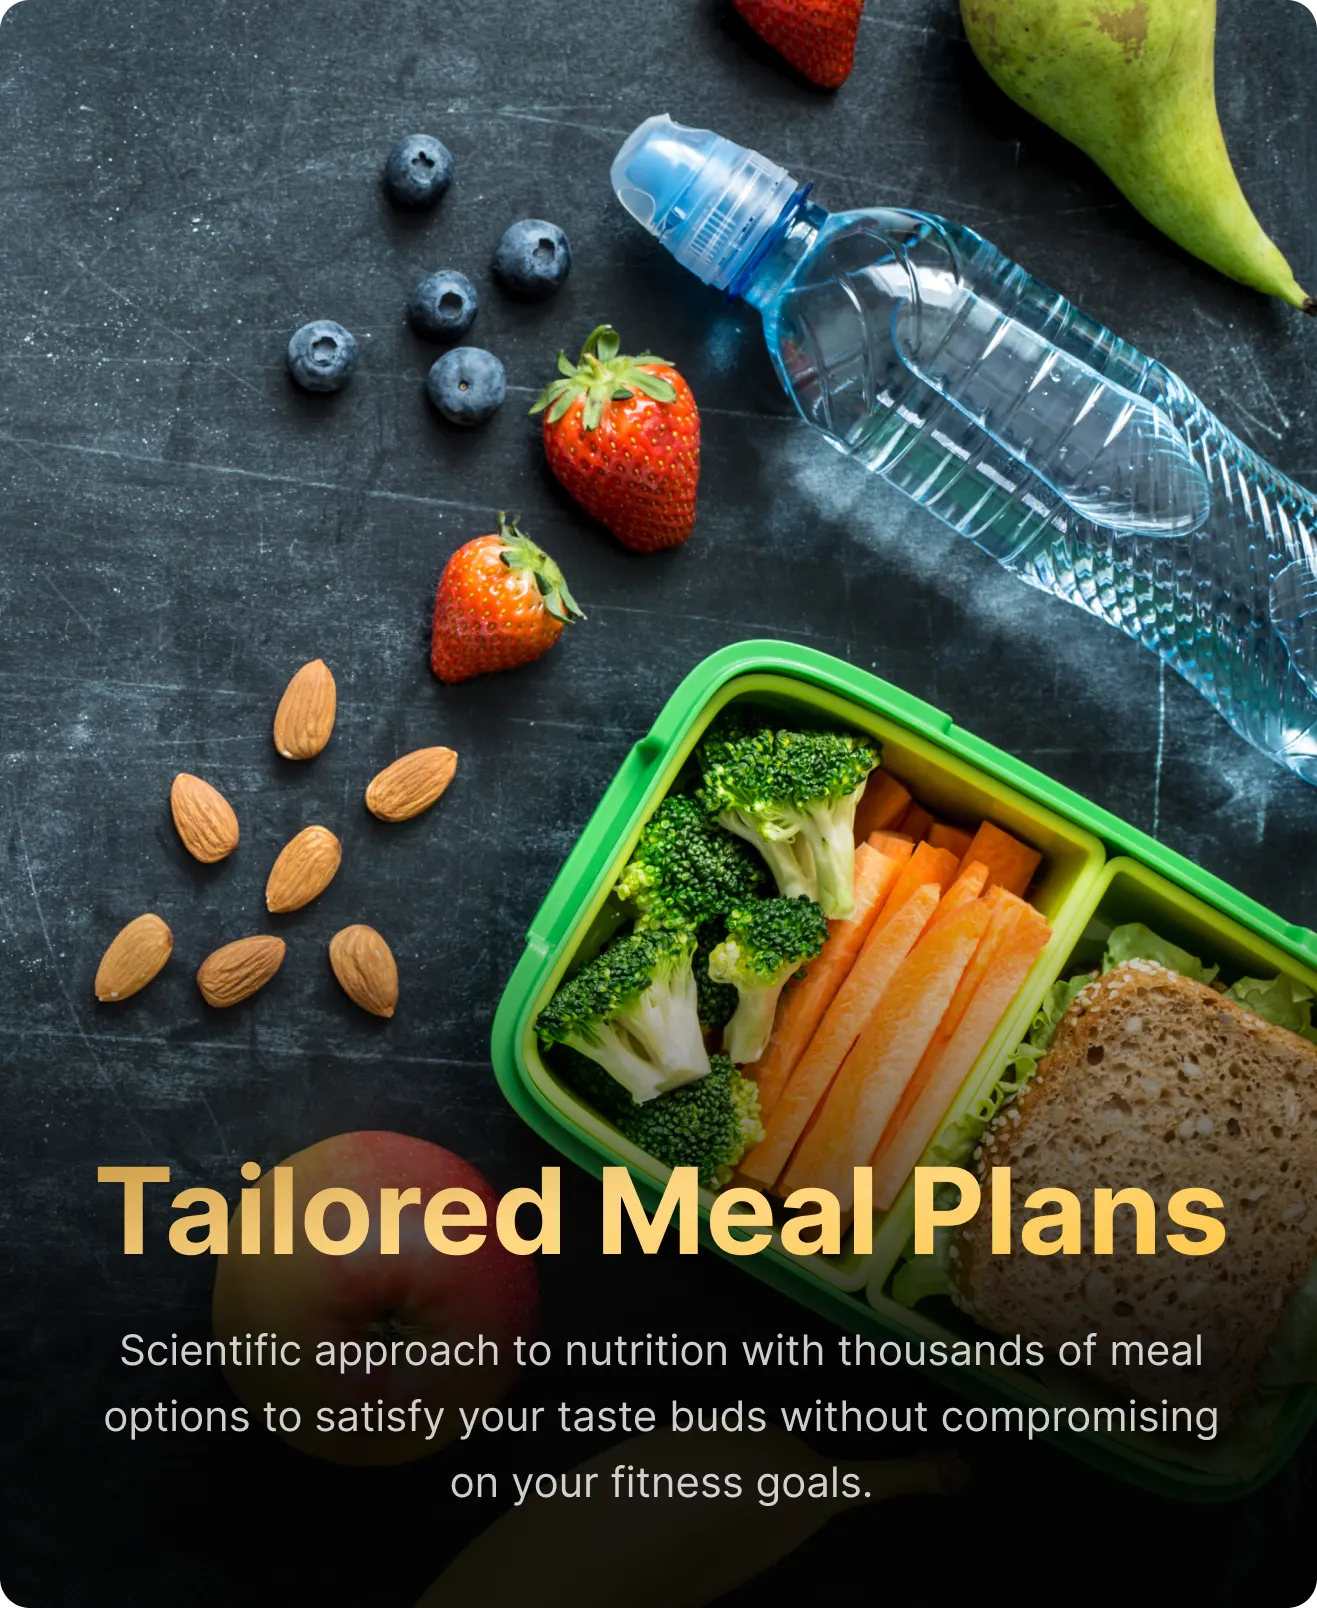 Tailored Meal Plans
Scientific approach to nutrition with thousands of meal
options to satisfy your taste buds without compromising
on your fitness goals.